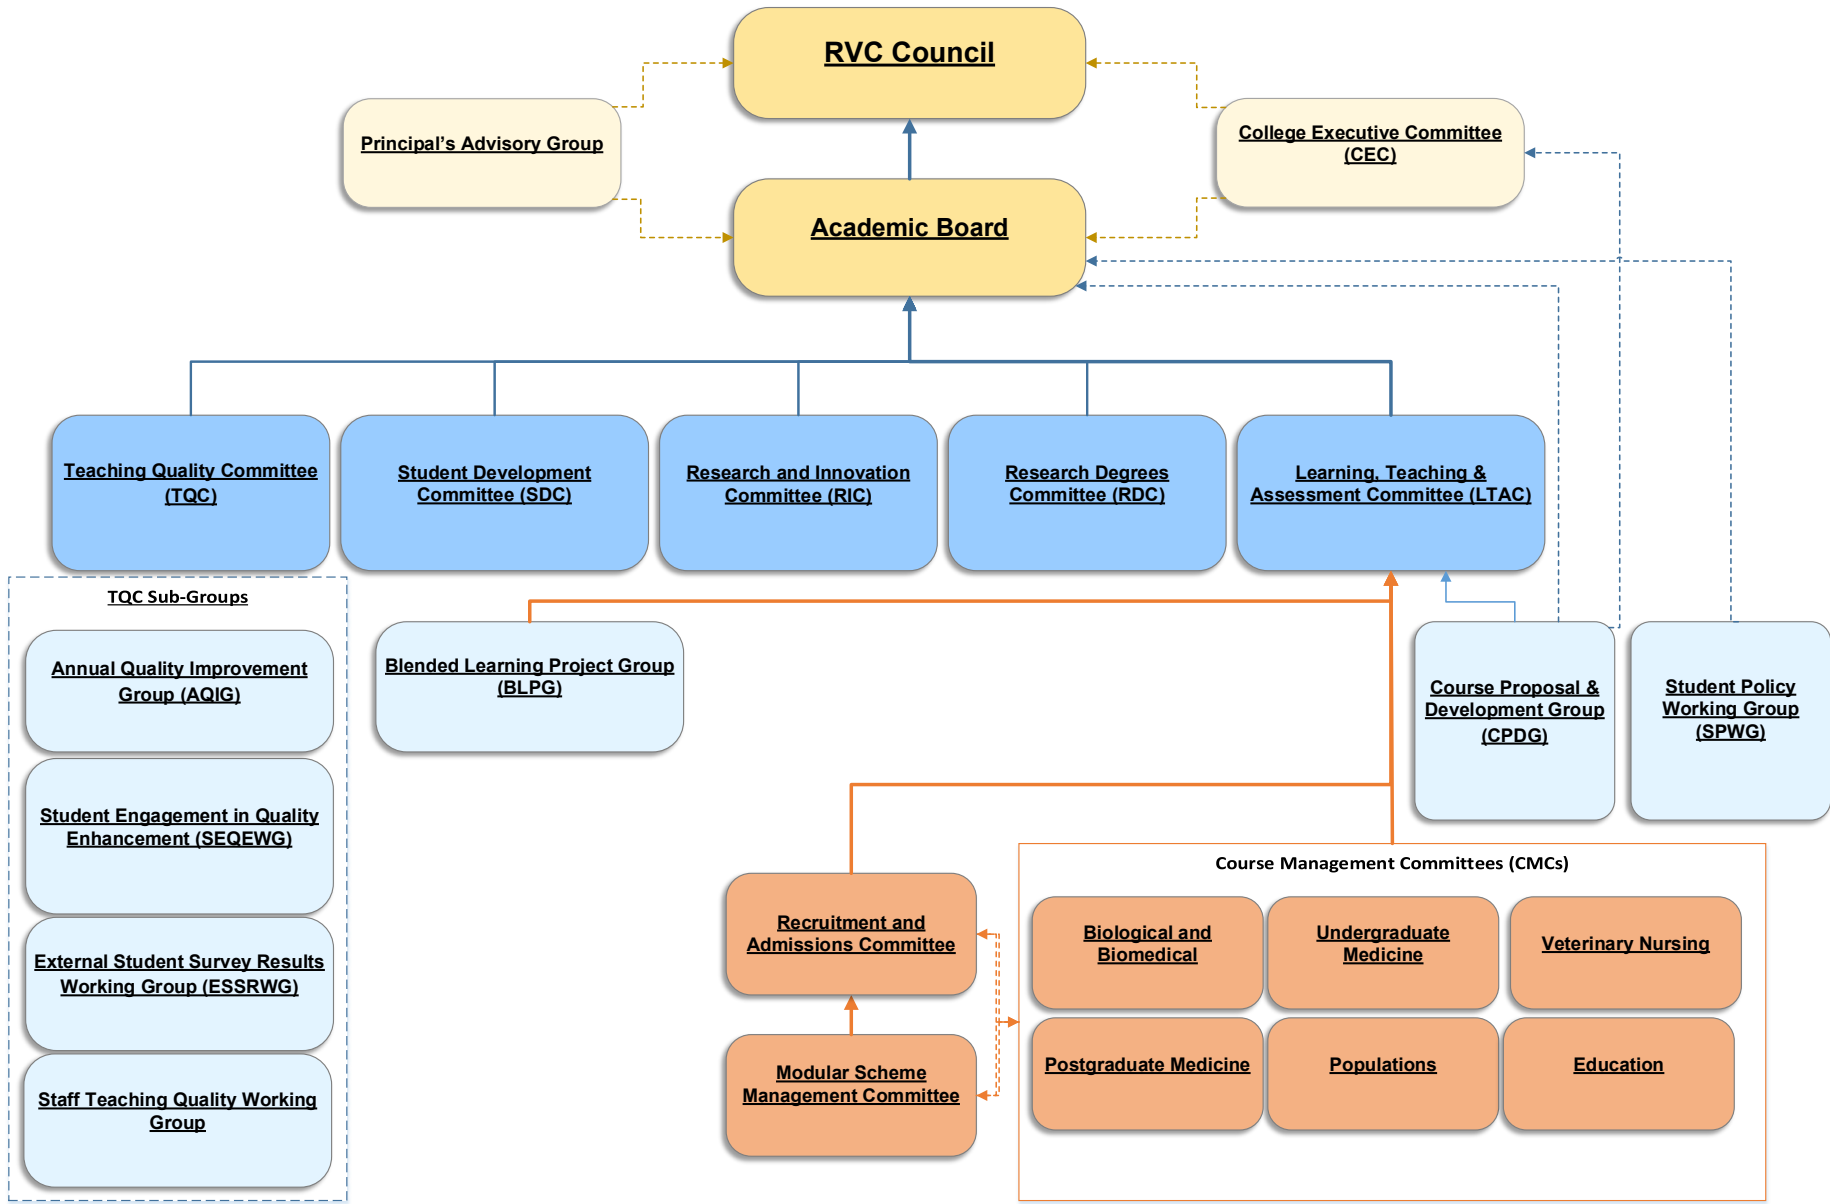 RVC Council
Principal's Advisory Group
College Executive Committee
(CEC)
Academic Board
Teaching Quality Committee
(TQC)
Student Development
Committee (SDC)
Research and Innovation
Committee (RIC)
Research Degrees
Committee (RDC)
Learning, Teaching &
Assessment Committee (LTAC)
TQC Sub-Groups
Annual Quality Improvement
Group (AQIG)
Student Engagement in Quality
Enhancement (SEQEWG)
External Student Survey Results
Working Group (ESSRWG)
Staff Teaching Quality Working
Group
Blended Learning Project Group
(BLPG)
Course Proposal &
Development Group
(CPDG)
Student Policy
Working Group
(SPWG)
Recruitment and
Admissions Committee
Modular Scheme
Management Committee
Course Management Committees (CMCs)
Biological and
Biomedical
Undergraduate
Medicine
Veterinary Nursing
Postgraduate Medicine
Populations
Education